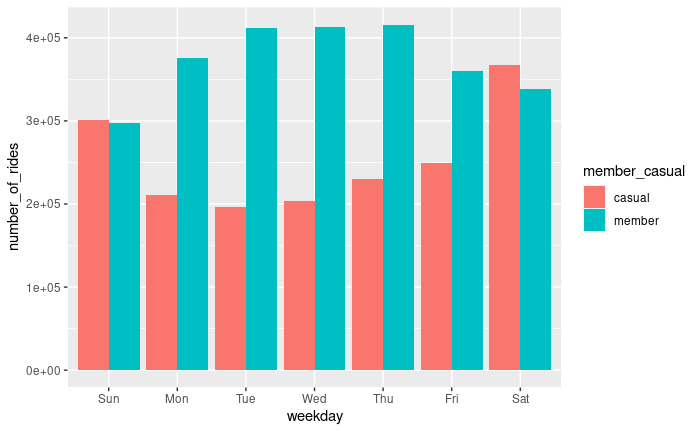 4e+05
3e+05
2e+05
1e+05
0e+00
number_of_rides
Sun Mon Tue Wed Thu Fri Sat
weekday
member_casual
casual
member